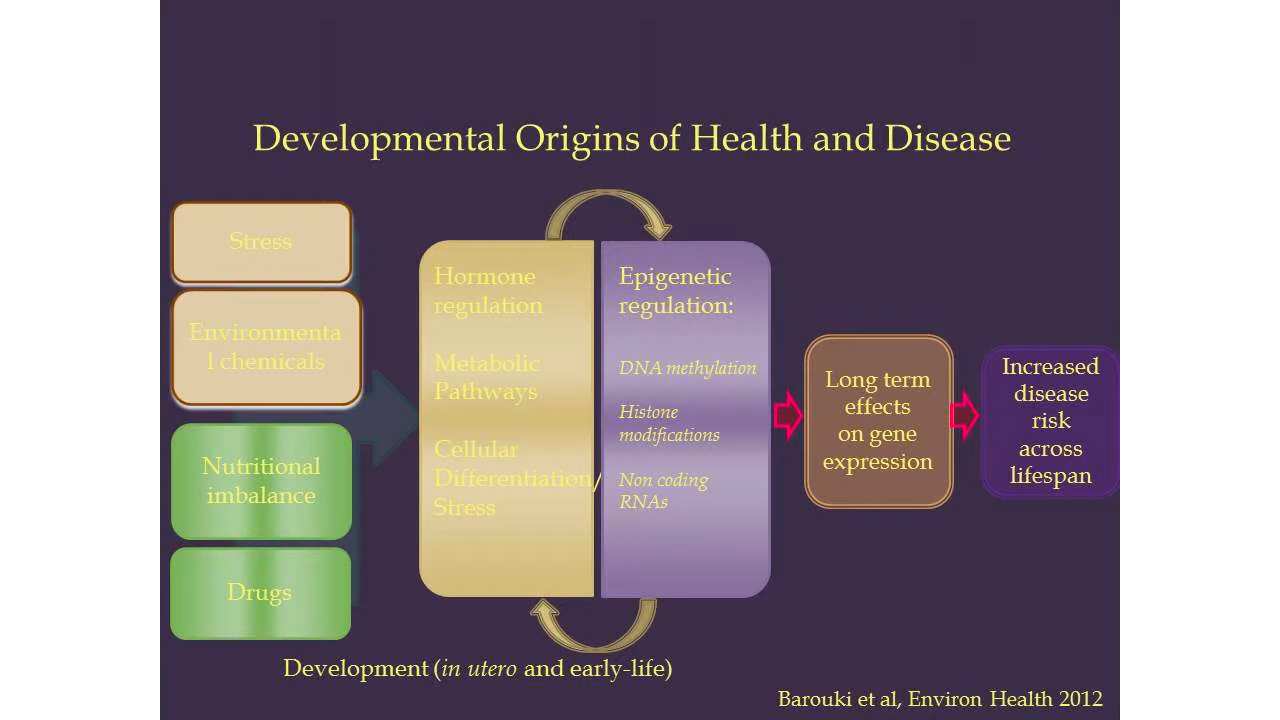 Developmental Origins of Health and Disease
Stress
Environmenta
l chemicals
Nutritional
imbalance
Drugs
Hormone
regulation
Metabolic
Pathways
Cellular
Differentiation/
Stress
Epigenetic
regulation:
DNA methylation
Histone
modifications
Non coding
RNAs
Long term
effects
on gene
expression
Increased
disease
risk
across
lifespan
Development (in utero and early-life)
Barouki et al, Environ Health 2012